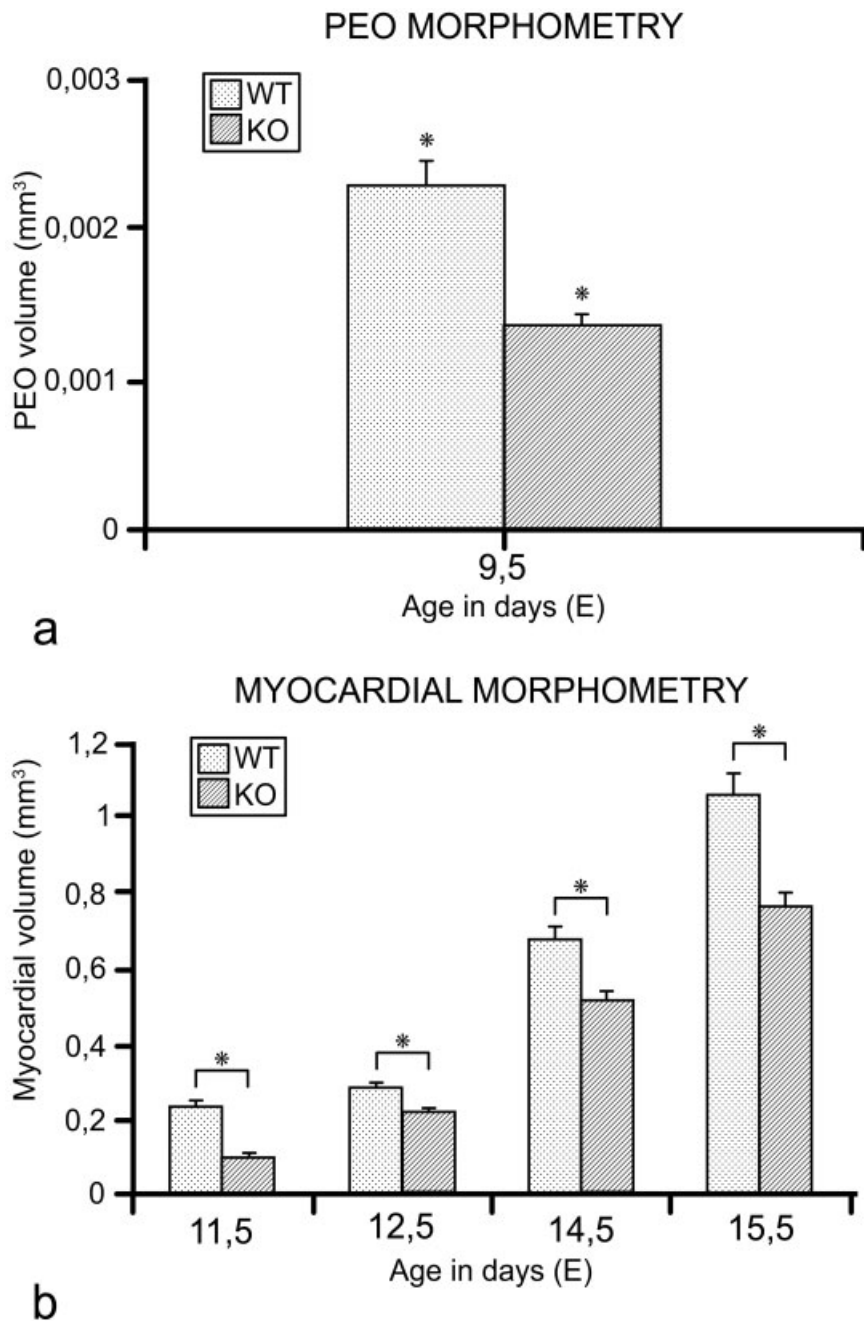 PEO MORPHOMETRY
0,003
0,002
0,001
0
PEO volume (mm³)
WT
KO
*
*
9,5
Age in days (E)
a
MYOCARDIAL MORPHOMETRY
1,2
1
0,8
0,6
0,4
0,2
0
Myocardial volume (mm³)
WT
KO
*
*
*
*
11,5 12,5 14,5 15,5
Age in days (E)
b